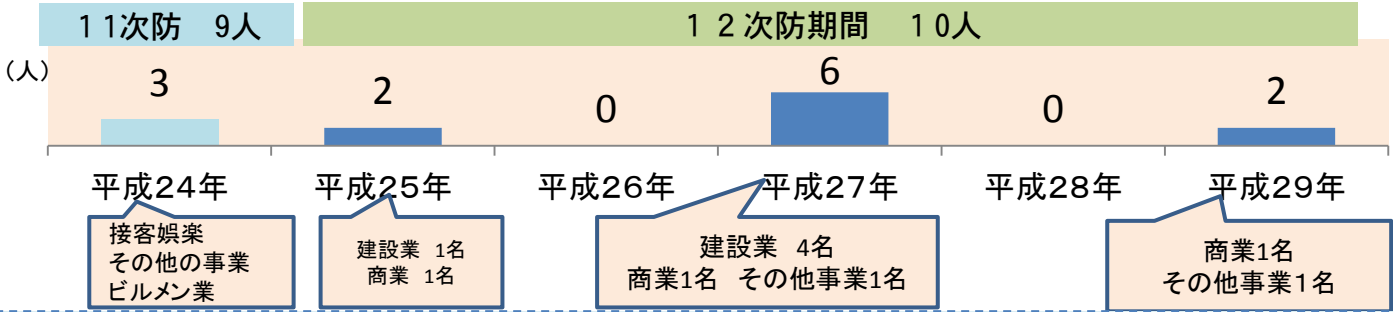 11次防 9人
12次防期間 10人
(人)
3
2
0
6
0
2
平成24年
平成25年
平成26年
平成27年
平成28年
平成29年
接客娯楽
その他の事業
ビルメン業
建設業 1名
商業 1名
建設業 4名
商業1名 その他事業1名
商業1名
その他事業１名